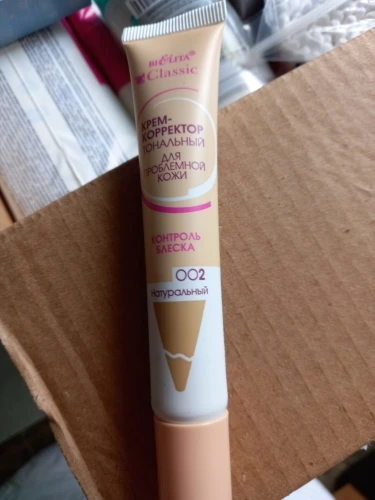 BIELITA
Classic
КРЕМ-
КОРРЕКТОР
ТОНАЛЬНЫЙ
ДЛЯ
ПРОБЛЕМНОЙ
КОЖИ
КОНТРОЛЬ
БЛЕСКА
002
Натуральный